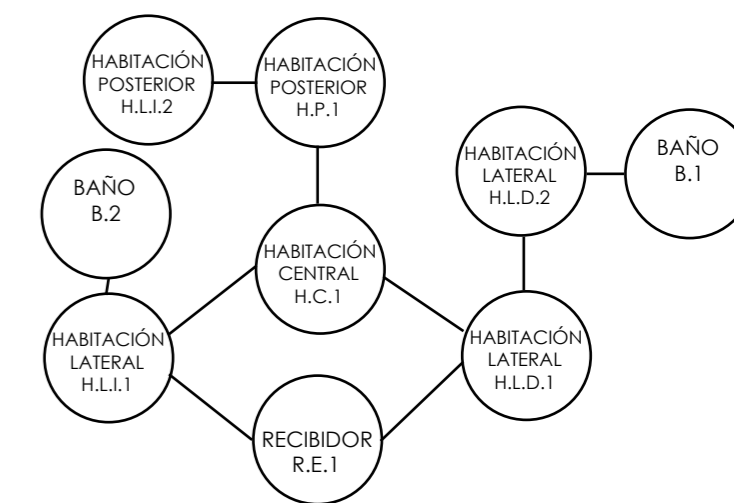 HABITACIÓN
POSTERIOR
H.L.I.2
HABITACIÓN
POSTERIOR
H.P.1
BAÑO
B.2
HABITACIÓN
LATERAL
H.L.D.2
BAÑO
B.1
HABITACIÓN
CENTRAL
H.C.1
HABITACIÓN
LATERAL
H.L.I.1
HABITACIÓN
LATERAL
H.L.D.1
RECIBIDOR
R.E.1